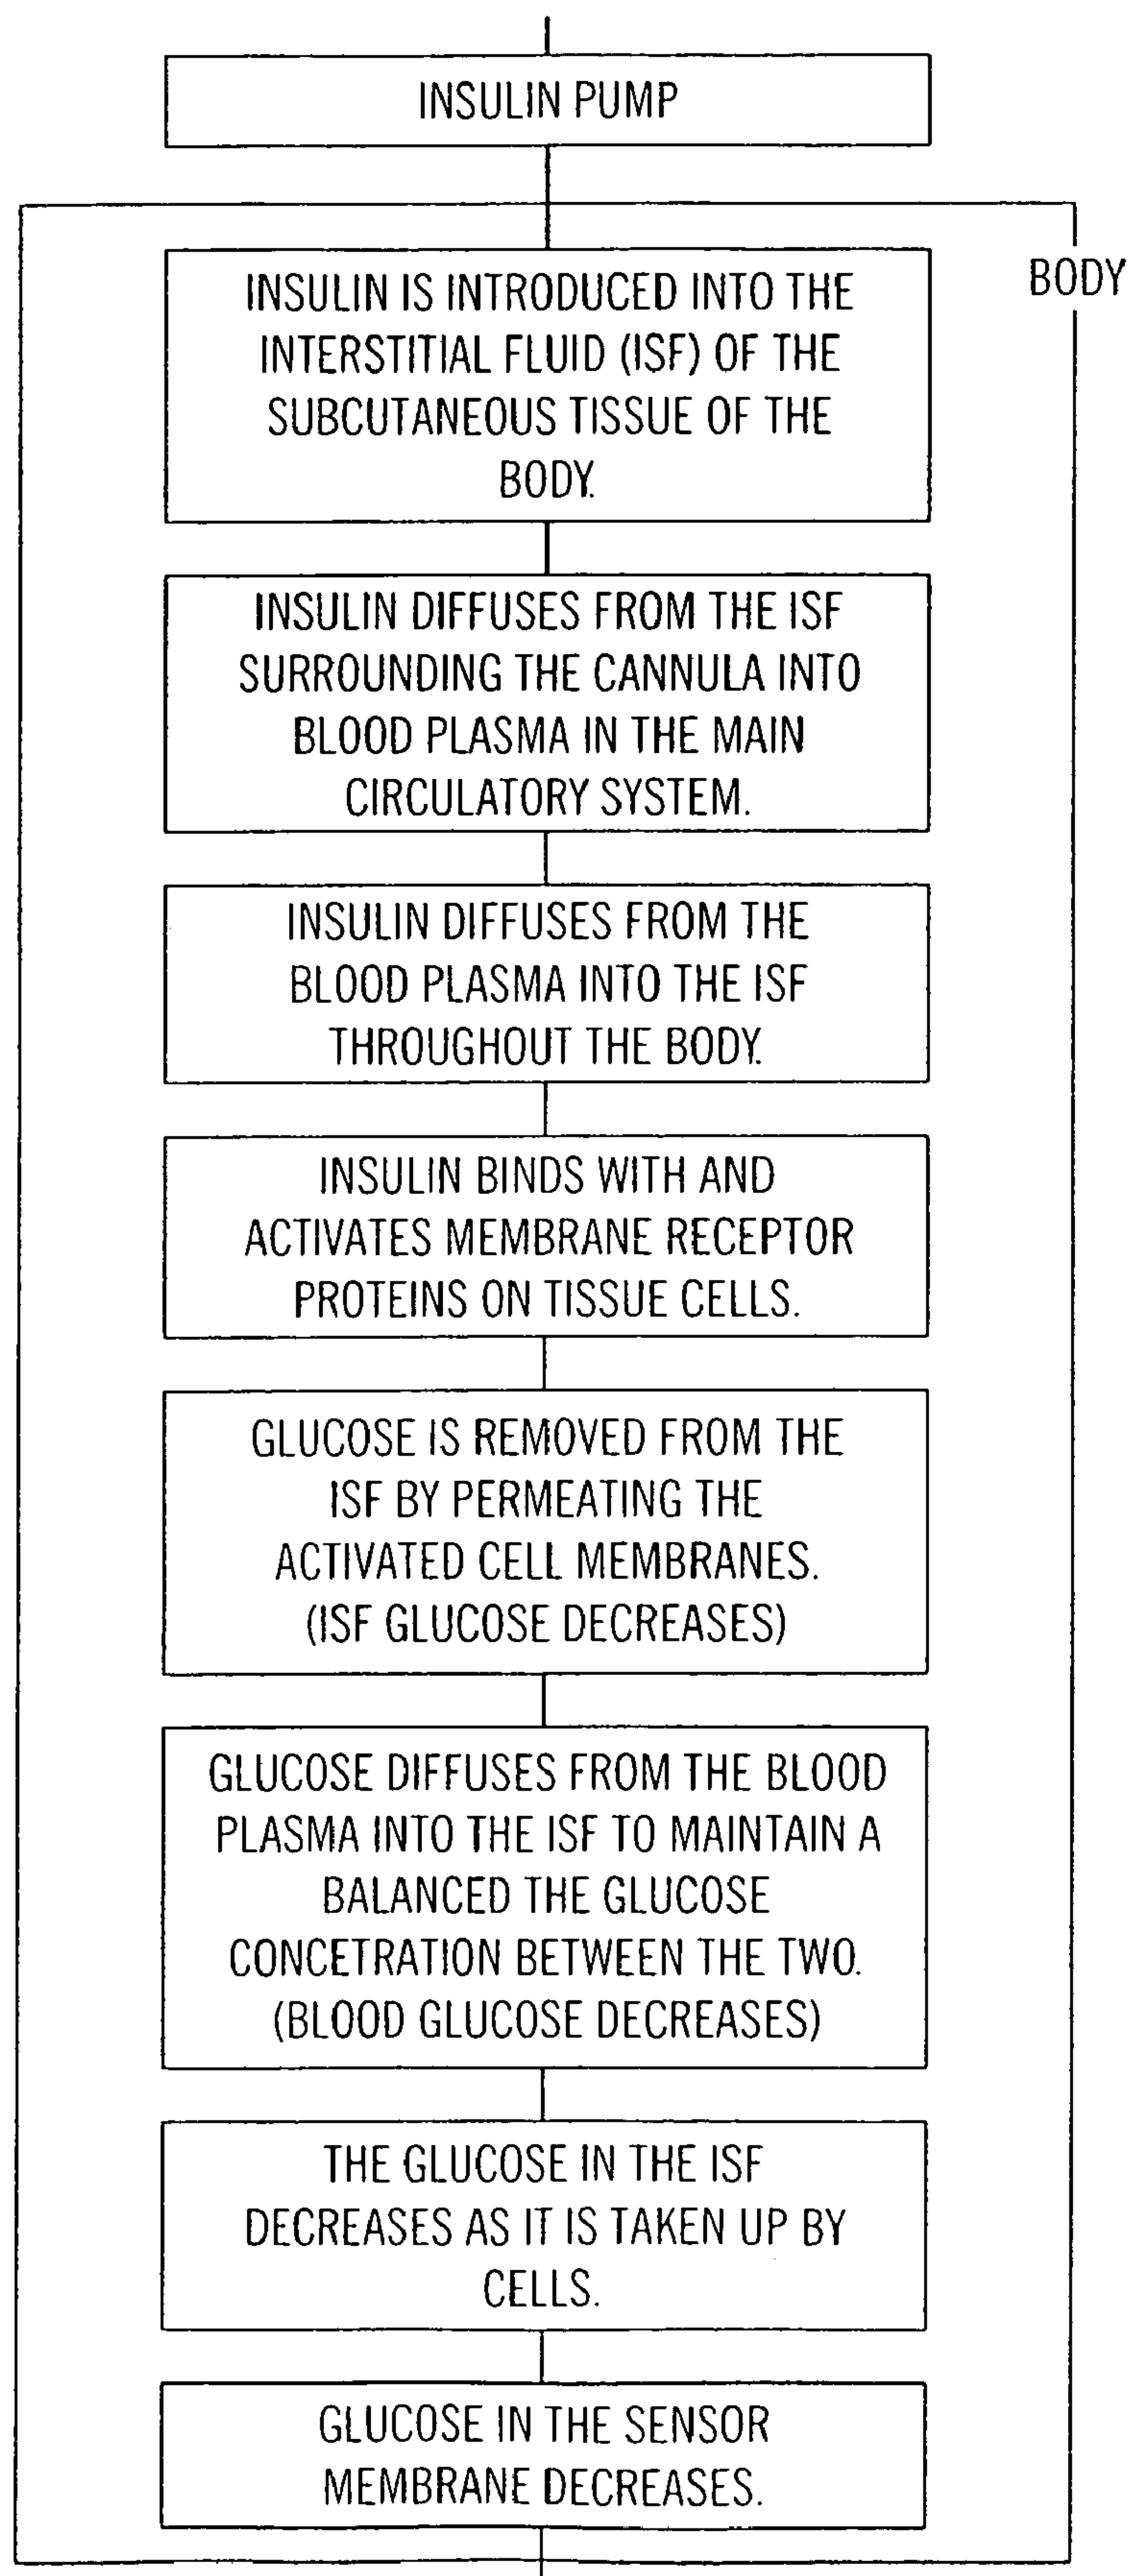 INSULIN PUMP
BODY
INSULIN IS INTRODUCED INTO THE
INTERSTITIAL FLUID (ISF) OF THE
SUBCUTANEOUS TISSUE OF THE
BODY.
INSULIN DIFFUSES FROM THE ISF
SURROUNDING THE CANNULA INTO
BLOOD PLASMA IN THE MAIN
CIRCULATORY SYSTEM.
INSULIN DIFFUSES FROM THE
BLOOD PLASMA INTO THE ISF
THROUGHOUT THE BODY.
INSULIN BINDS WITH AND
ACTIVATES MEMBRANE RECEPTOR
PROTEINS ON TISSUE CELLS.
GLUCOSE IS REMOVED FROM THE
ISF BY PERMEATING THE
ACTIVATED CELL MEMBRANES.
(ISF GLUCOSE DECREASES)
GLUCOSE DIFFUSES FROM THE BLOOD
PLASMA INTO THE ISF TO MAINTAIN A
BALANCED THE GLUCOSE
CONCETRATION BETWEEN THE TWO.
(BLOOD GLUCOSE DECREASES)
THE GLUCOSE IN THE ISF
DECREASES AS IT IS TAKEN UP BY
CELLS.
GLUCOSE IN THE SENSOR
MEMBRANE DECREASES.